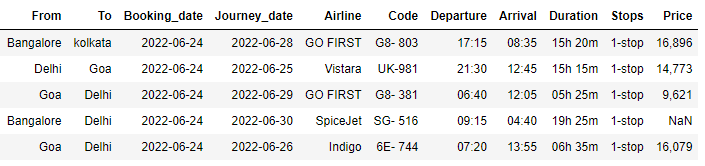 From To Booking_date Journey_date Airline Code Departure Arrival Duration Stops Price
Bangalore kolkata 2022-06-24 2022-06-28 GO FIRST G8- 803 17:15 08:35 15h 20m 1-stop 16,896
Delhi Goa 2022-06-24 2022-06-25 Vistara UK-981 21:30 12:45 15h 15m 1-stop 14,773
Goa Delhi 2022-06-24 2022-06-29 GO FIRST G8- 381 06:40 12:05 05h 25m 1-stop 9,621
Bangalore Delhi 2022-06-24 2022-06-30 SpiceJet SG- 516 09:15 04:40 19h 25m 1-stop NaN
Goa Delhi 2022-06-24 2022-06-26 Indigo 6E- 744 07:20 13:55 06h 35m 1-stop 16,079